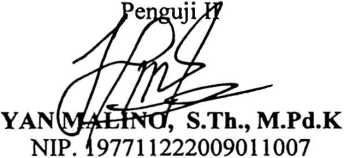 Penguji II
YAN MALINO, S.Th., M.Pd.K
NIP. 197711222009011007